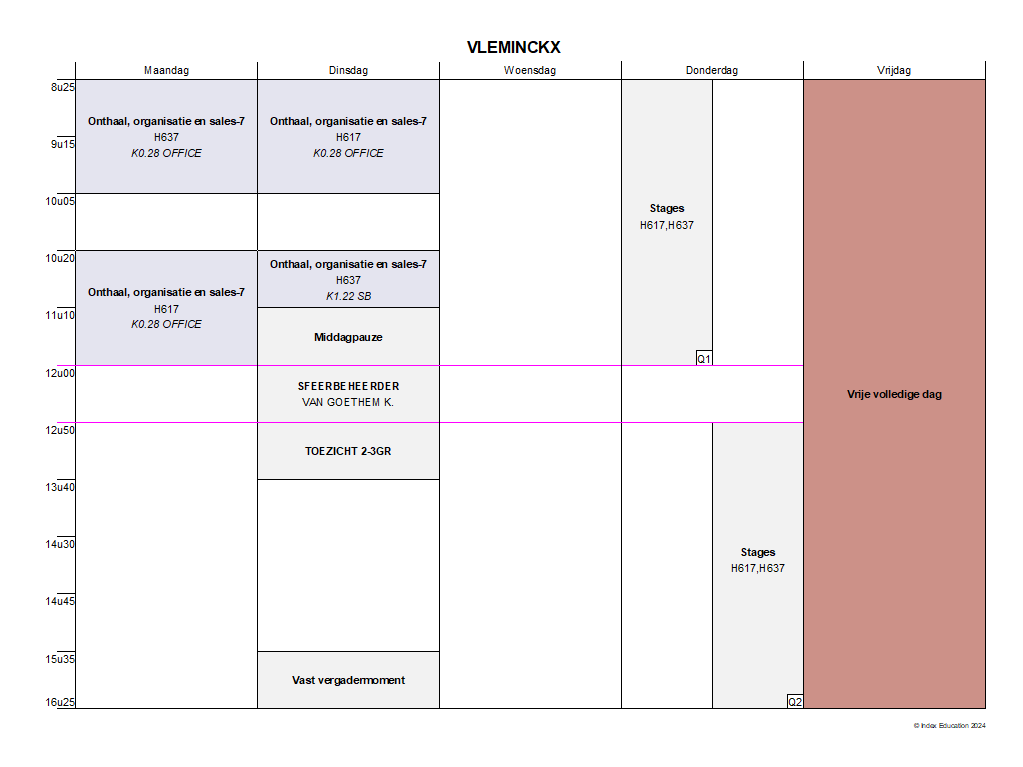 VLEMINCKX
Maandag
Dinsdag
Woensdag
Donderdag
Vrijdag
8u25
9u15
10u05
10u20
11u10
12u00
12u50
13u40
14u30
14u45
15u35
16u25
Onthaal, organisatie en sales-7
H637
K0.28 OFFICE
Onthaal, organisatie en sales-7
H617
K0.28 OFFICE
Onthaal, organisatie en sales-7
H617
K0.28 OFFICE
Onthaal, organisatie en sales-7
H637
K1.22 SB
Middagpauze
SFEERBEHEERDER
VAN GOETHEM K.
TOEZICHT 2-3GR
Vast vergadermoment
Stages
H617,H637
Q1
Stages
H617,H637
Q2
Vrije volledige dag
© Index Education 2024